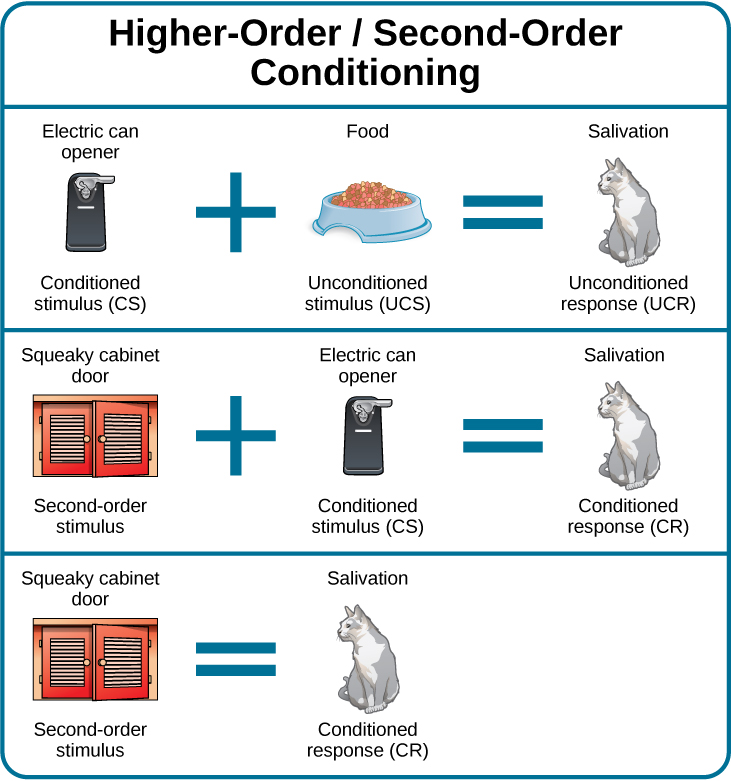 Higher-Order / Second-Order
Conditioning
Electric can
opener
Food
Salivation
Conditioned
stimulus (CS)
Unconditioned
stimulus (UCS)
Unconditioned
response (UCR)
Squeaky cabinet
door
Electric can
opener
Salivation
Second-order
stimulus
Conditioned
stimulus (CS)
Conditioned
response (CR)
Squeaky cabinet
door
Salivation
Second-order
stimulus
Conditioned
response (CR)